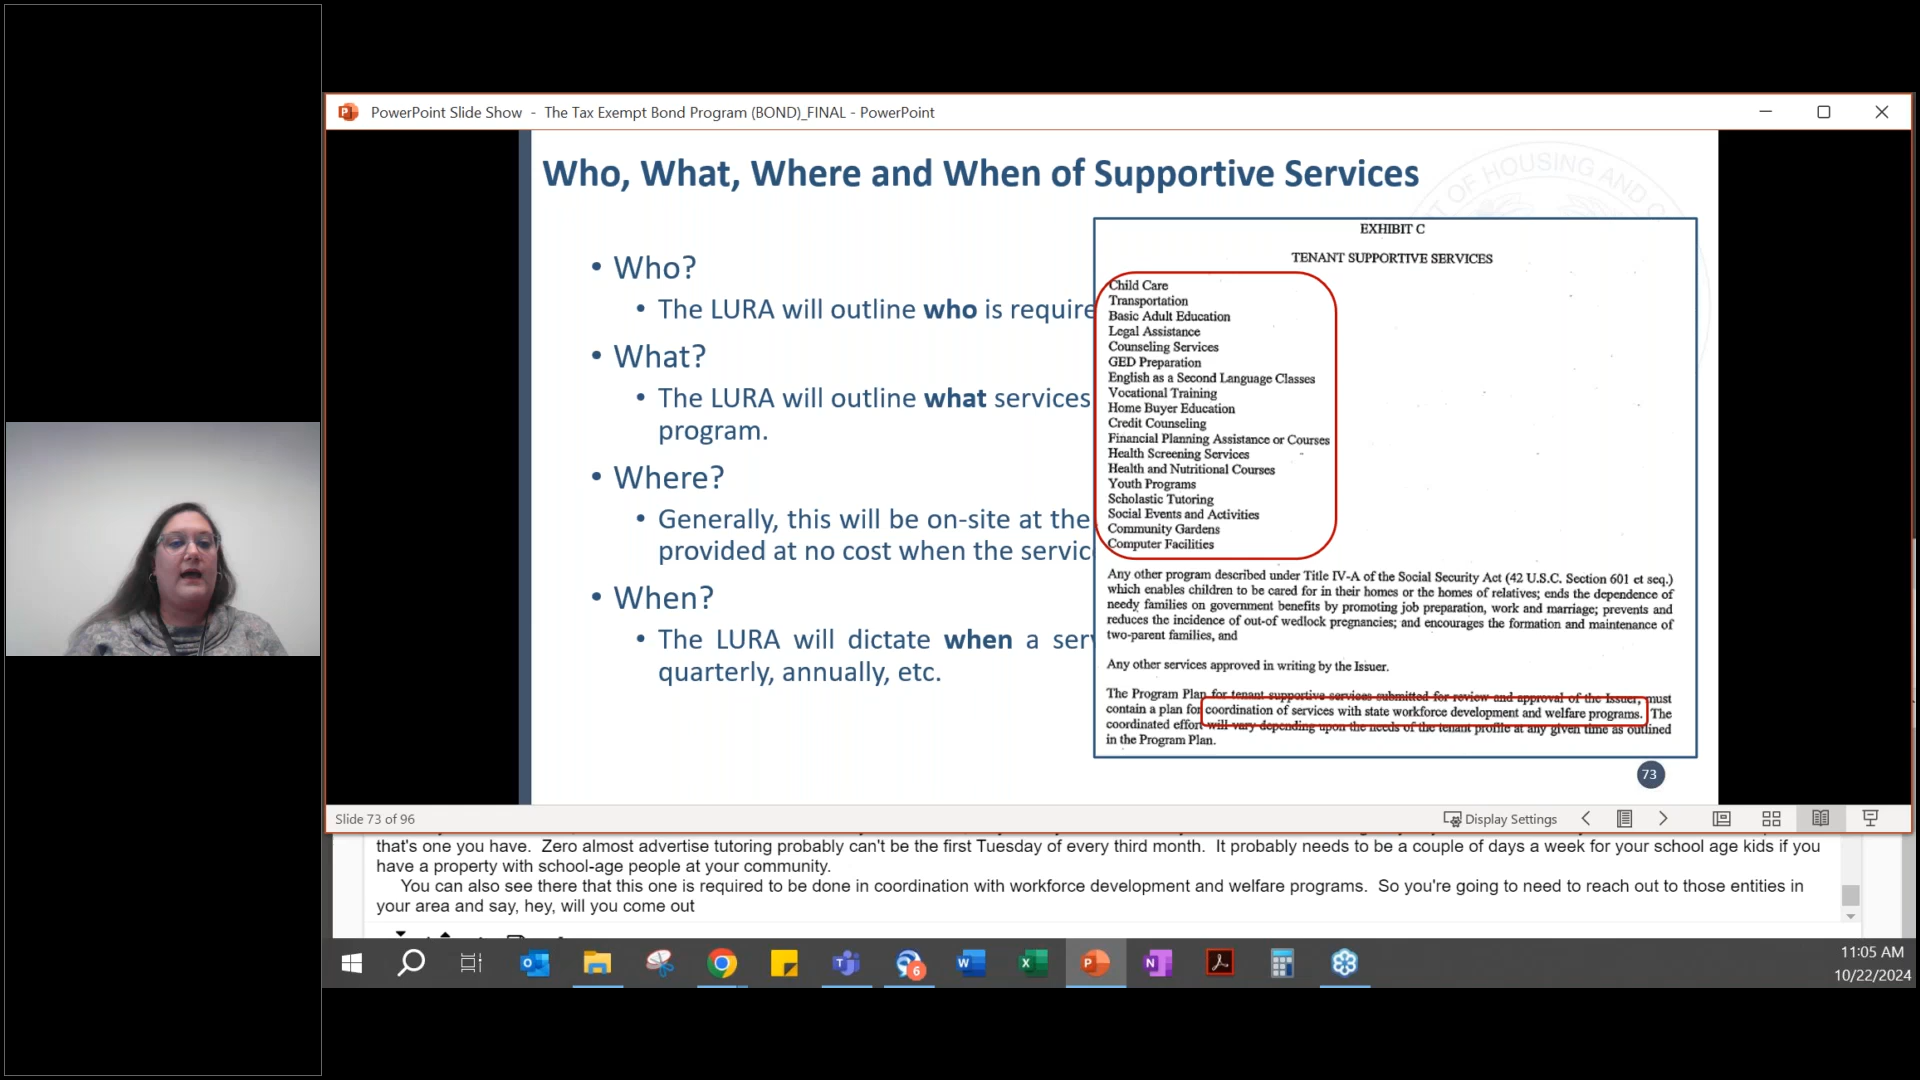 PowerPoint Slide Show - The Tax Exempt Bond Program (BOND)_FINAL - PowerPoint
OF HOUSING AND
Who, What, Where and When of Supportive Services
• Who?
• The LURA will outline who is require
• What?
• The LURA will outline what services
program.
• Where?
• Generally, this will be on-site at the
provided at no cost when the servic
• When?
• The LURA will dictate when a ser
quarterly, annually, etc.
EXHIBIT C
TENANT SUPPORTIVE SERVICES
Child Care
Transportation
Basic Adult Education
Legal Assistance
Counseling Services
GED Preparation
English as a Second Language Classes
Vocational Training
Home Buyer Education
Credit Counseling
Financial Planning Assistance or Courses
Health Screening Services
Health and Nutritional Courses
Youth Programs
Scholastic Tutoring
Social Events and Activities
Community Gardens
Computer Facilities
Any other program described under Title IV-A of the Social Security Act (42 U.S.C. Section 601 et seq.)
which enables children to be cared for in their homes or the homes of relatives; ends the dependence of
needy families on government benefits by promoting job preparation, work and marriage; prevents and
reduces the incidence of out-of wedlock pregnancies; and encourages the formation and maintenance of
two-parent families, and
Any other services approved in writing by the Issuer.
The Program Plan for tenant supportive services submitted for review and approval of the Issuer, must
contain a plan for coordination of services with state workforce development and welfare programs. The
coordinated effort will vary depending upon the needs of the tenant profile at any given time as outlined
in the Program Plan.
73
Slide 73 of 96
Display Settings
that's one you have. Zero almost advertise tutoring probably can't be the first Tuesday of every third month. It probably needs to be a couple of days a week for your school age kids if you
have a property with school-age people at your community.
You can also see there that this one is required to be done in coordination with workforce development and welfare programs. So you're going to need to reach out to those entities in
your area and say, hey, will you come out
6
11:05 AM
10/22/2024